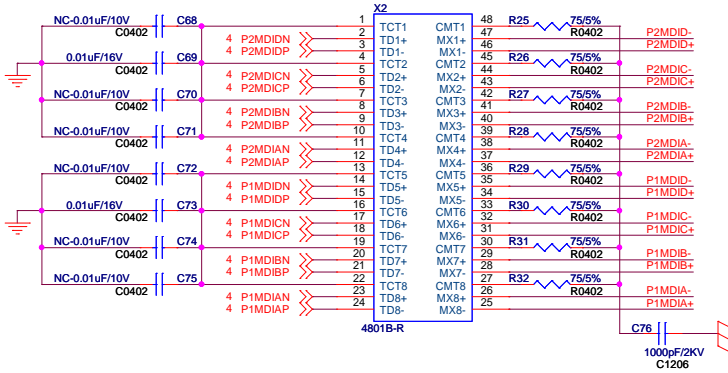 X2
NC-0.01uF/10V C68 1 TCT1 CMT1 48 R25 75/5%
C0402 4 P2MDIDN 2 TD1+ MX1+ 47 R0402 P2MDID-
4 P2MDIDP 3 TD1- MX1- 46 P2MDID+
0.01uF/16V C69 4 TCT2 CMT2 45 R26 75/5%
C0402 4 P2MDICN 5 TD2+ MX2+ 44 R0402 P2MDIC-
4 P2MDICP 6 TD2- MX2- 43 P2MDIC+
NC-0.01uF/10V C70 7 TCT3 CMT3 42 R27 75/5%
C0402 4 P2MDIBN 8 TD3+ MX3+ 41 R0402 P2MDIB-
4 P2MDIBP 9 TD3- MX3- 40 P2MDIB+
NC-0.01uF/10V C71 10 TCT4 CMT4 39 R28 75/5%
C0402 4 P2MDIAN 11 TD4+ MX4+ 38 R0402 P2MDIA-
4 P2MDIAP 12 TD4- MX4- 37 P2MDIA+
NC-0.01uF/10V C72 13 TCT5 CMT5 36 R29 75/5%
C0402 4 P1MDIDN 14 TD5+ MX5+ 35 R0402 P1MDID-
4 P1MDIDP 15 TD5- MX5- 34 P1MDID+
0.01uF/16V C73 16 TCT6 CMT6 33 R30 75/5%
C0402 4 P1MDICN 17 TD6+ MX6+ 32 R0402 P1MDIC-
4 P1MDICP 18 TD6- MX6- 31 P1MDIC+
NC-0.01uF/10V C74 19 TCT7 CMT7 30 R31 75/5%
C0402 4 P1MDIBN 20 TD7+ MX7+ 29 R0402 P1MDIB-
4 P1MDIBP 21 TD7- MX7- 28 P1MDIB+
NC-0.01uF/10V C75 22 TCT8 CMT8 27 R32 75/5%
C0402 4 P1MDIAN 23 TD8+ MX8+ 26 R0402 P1MDIA-
4 P1MDIAP 24 TD8- MX8- 25 P1MDIA+
4801B-R
C76
1000pF/2KV
C1206